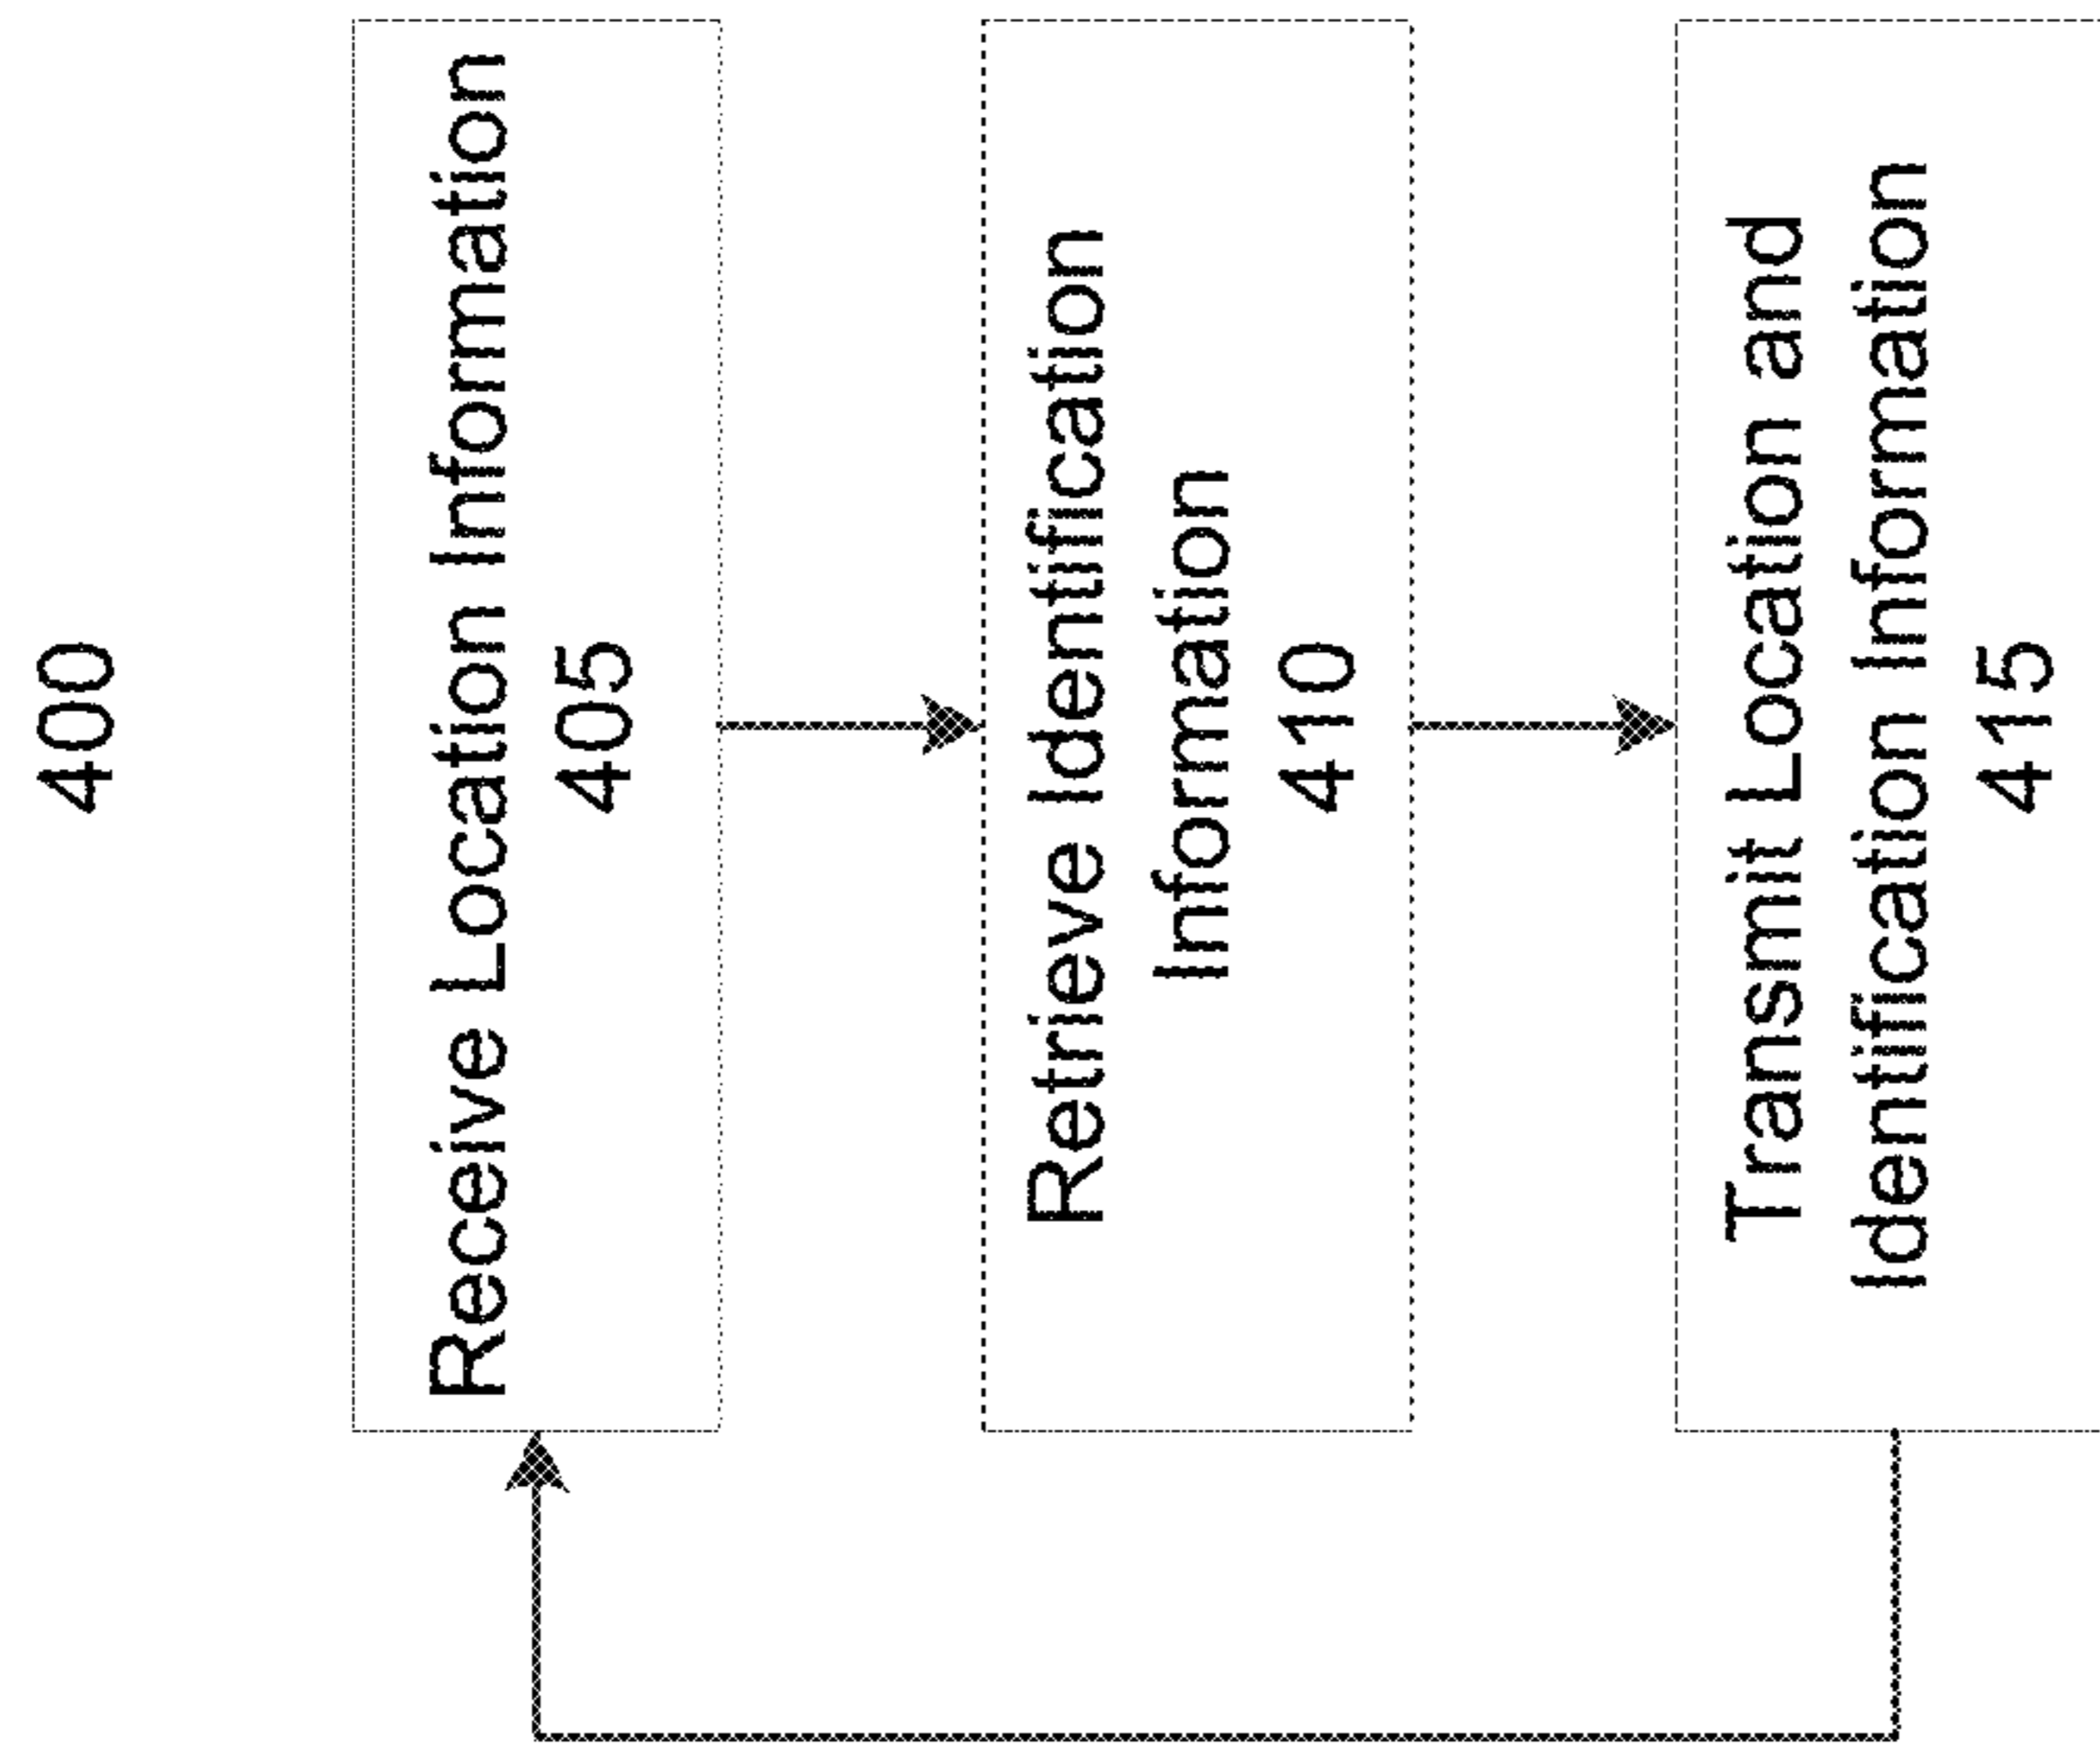 400
Receive Location Information
405
Retrieve Identification
Information
410
Transmit Location and
Identification Information
415